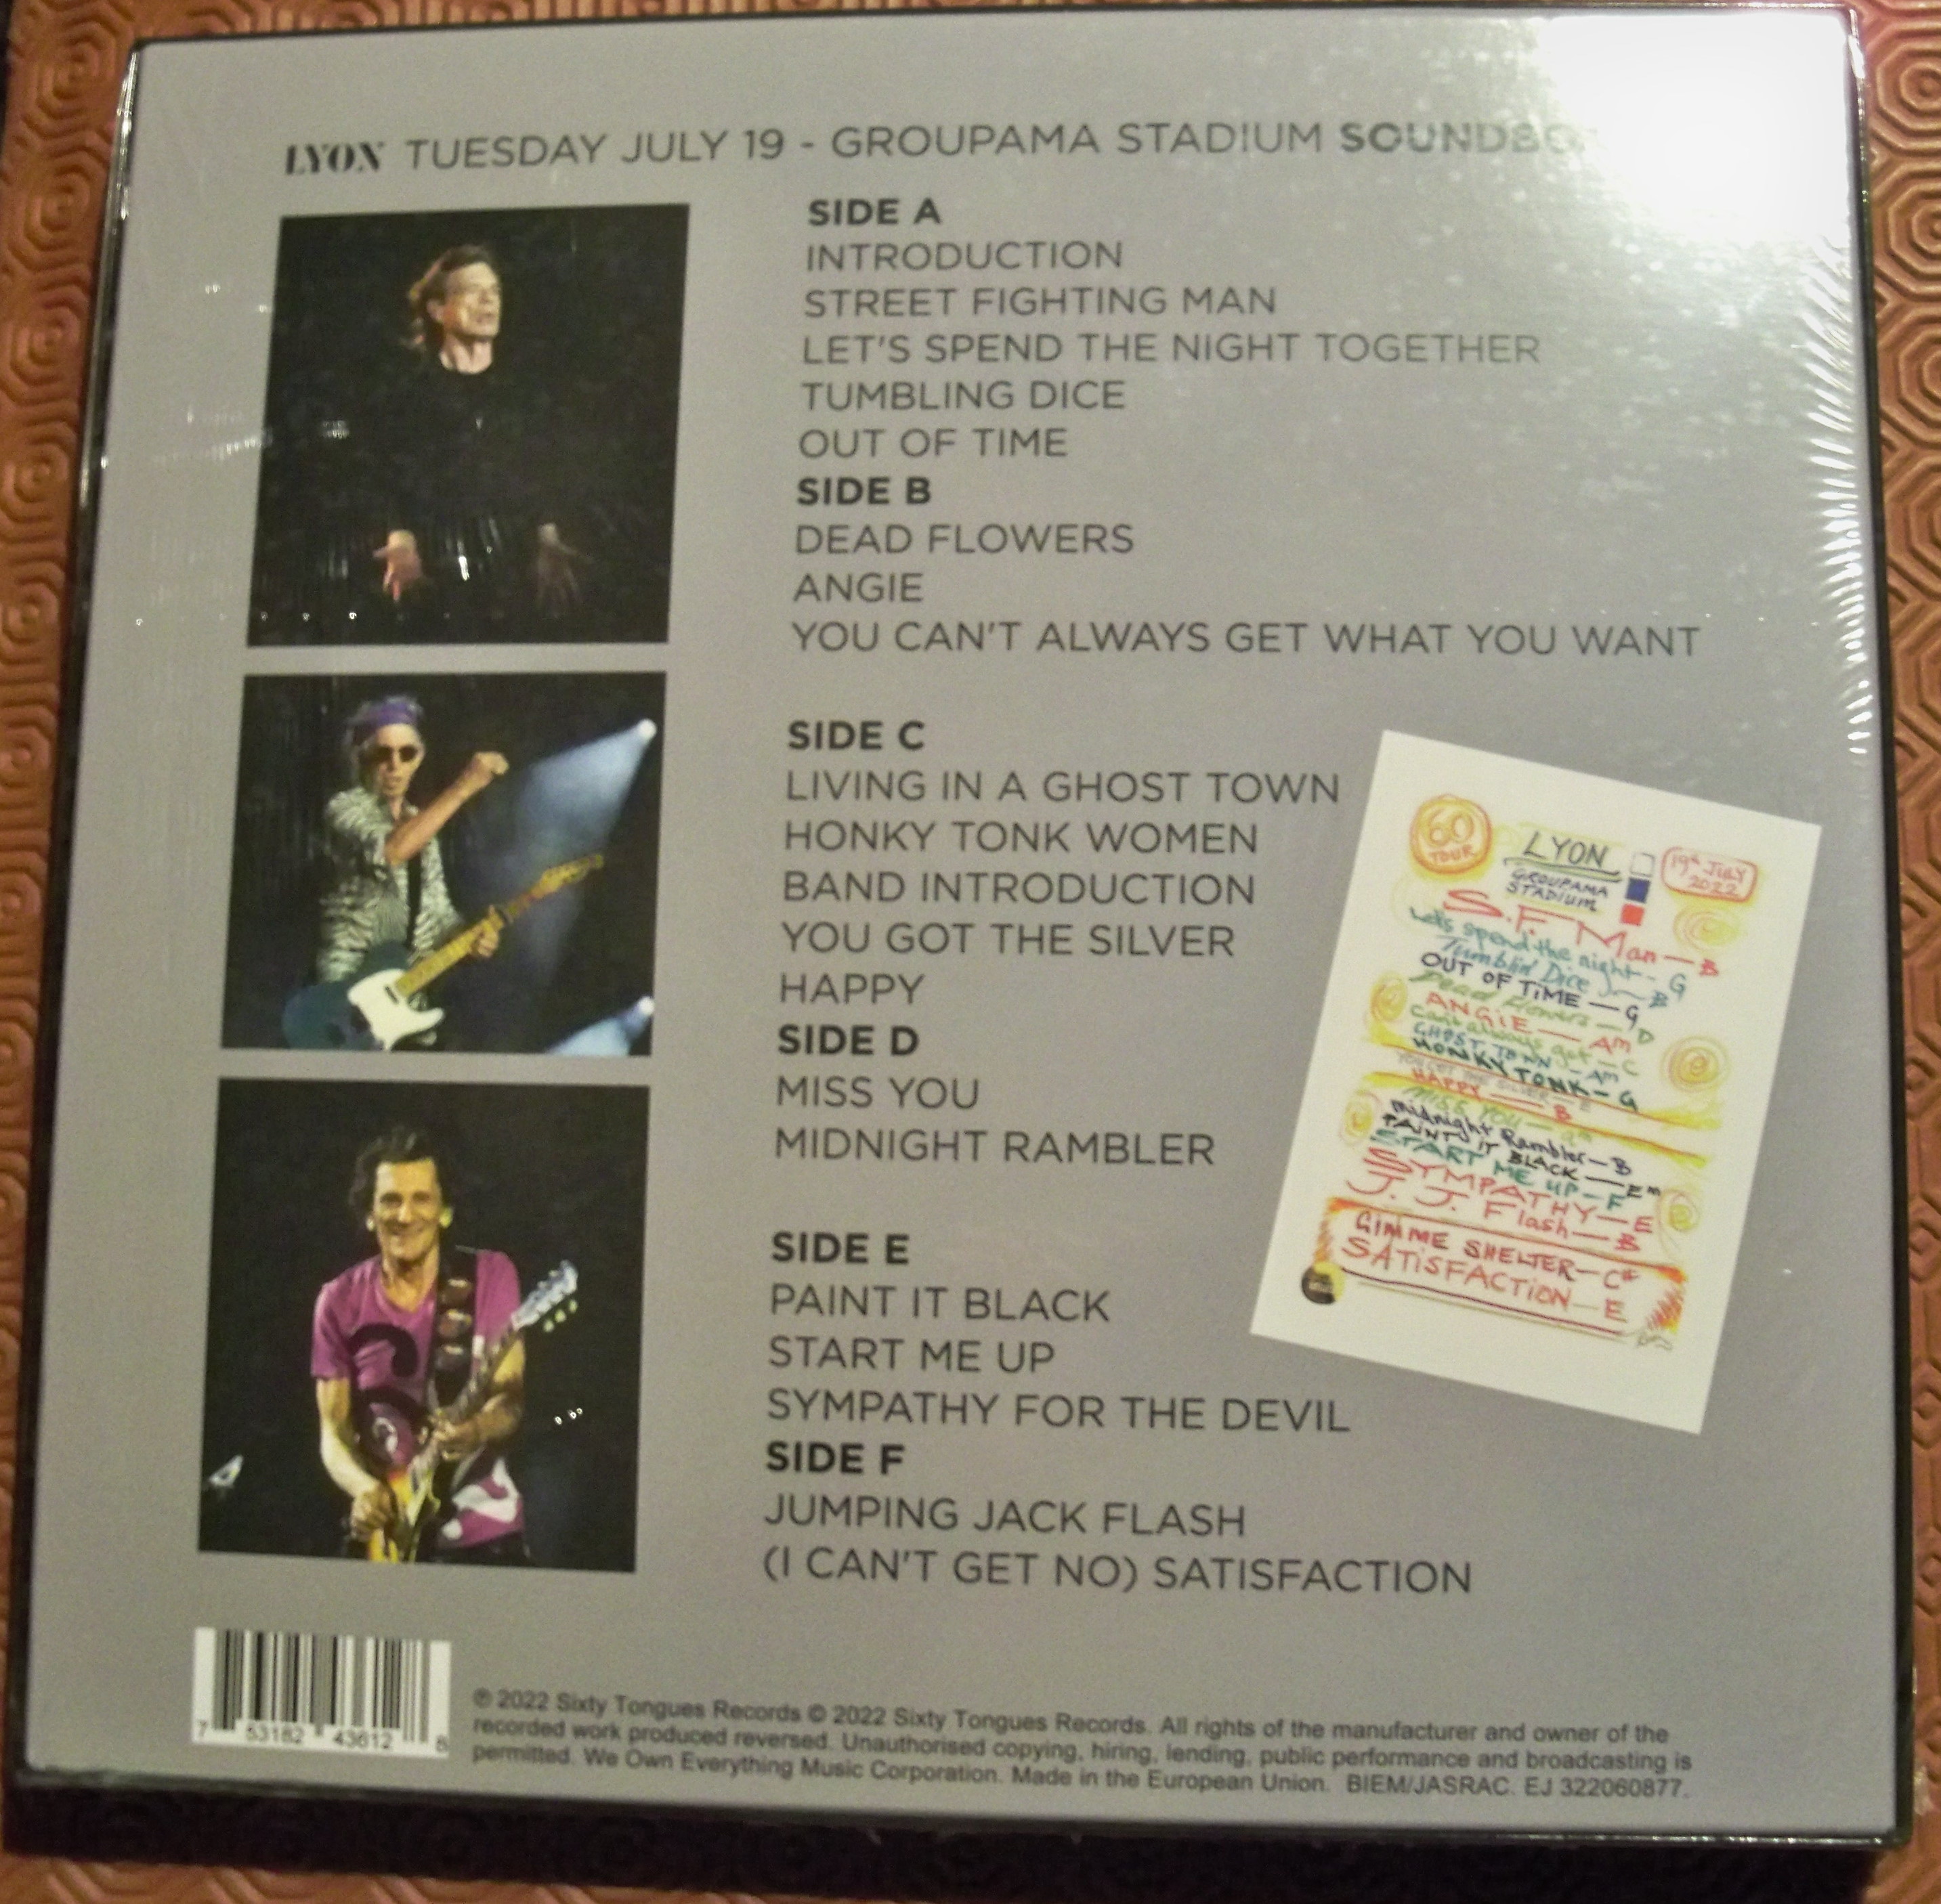 LYON TUESDAY JULY 19 - GROUPAMA STADIUM
SIDE A
INTRODUCTION
STREET FIGHTING MAN
LET'S SPEND THE NIGHT TOGETHER
TUMBLING DICE
OUT OF TIME
SIDE B
DEAD FLOWERS
ANGIE
YOU CAN'T ALWAYS GET WHAT YOU WANT
SIDE C
LIVING IN A GHOST TOWN
HONKY TONK WOMEN
BAND INTRODUCTION
YOU GOT THE SILVER
HAPPY
SIDE D
MISS YOU
MIDNIGHT RAMBLER
SIDE E
PAINT IT BLACK
START ME UP
SYMPATHY FOR THE DEVIL
SIDE F
JUMPING JACK FLASH
(I CAN'T GET NO) SATISFACTION
60 TOUR
LYON
GROUPAMA
STADIUM
19th JULY
2022
S.F. Man — B
Let's spend the night - G
Tumblin' Dice — B
OUT OF TiME — G
Dead Flowers — D
ANGiE — Am
Can't always get — C
GHOST TOWN - Am
HONKY TONK - G
HAPPY — B
MISS YOU
midnight Rambler — B
PAINT IT BLACK — Em
START ME UP - F
SYMPATHY — E
J. J. Flash — B
GIMME SHELTER — C#
SATiSFACTiON — E
7 53182 43612 8
℗ 2022 Sixty Tongues Records © 2022 Sixty Tongues Records. All rights of the manufacturer and owner of the
recorded work produced reversed. Unauthorised copying, hiring, lending, public performance and broadcasting is
permitted. We Own Everything Music Corporation. Made in the European Union. BIEM/JASRAC. EJ 322060877.